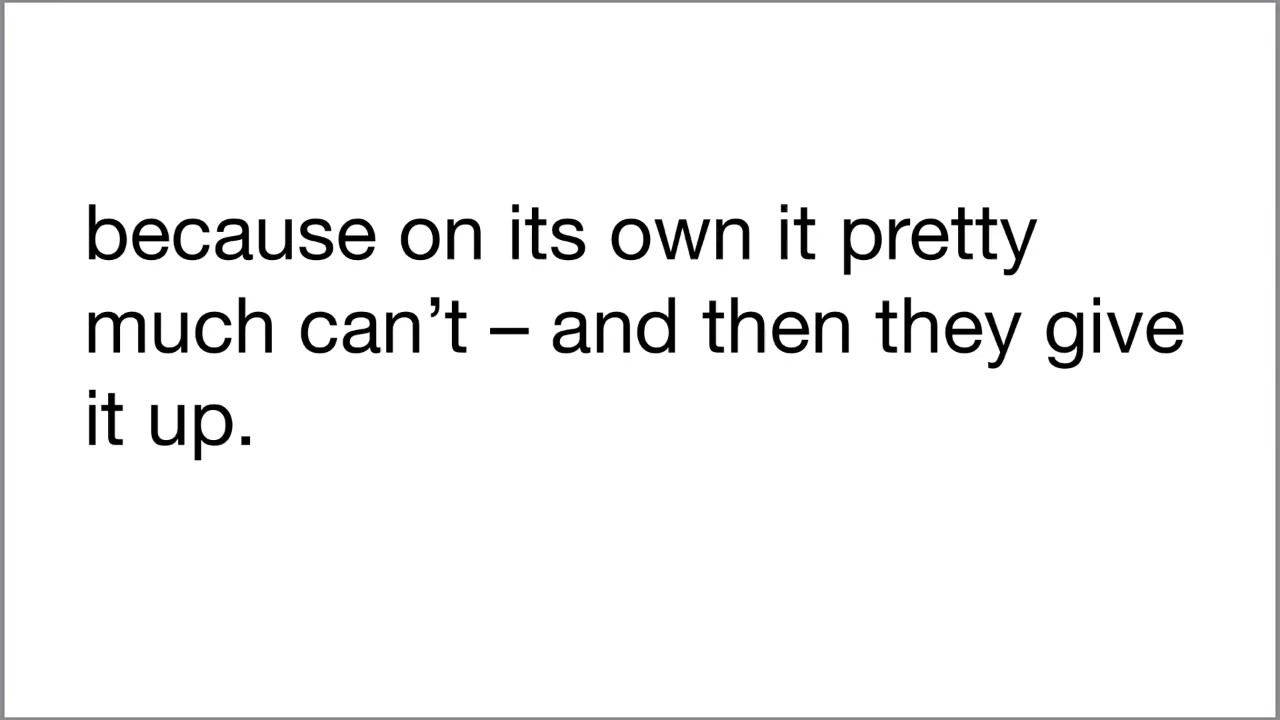 because on its own it pretty
much can’t – and then they give
it up.